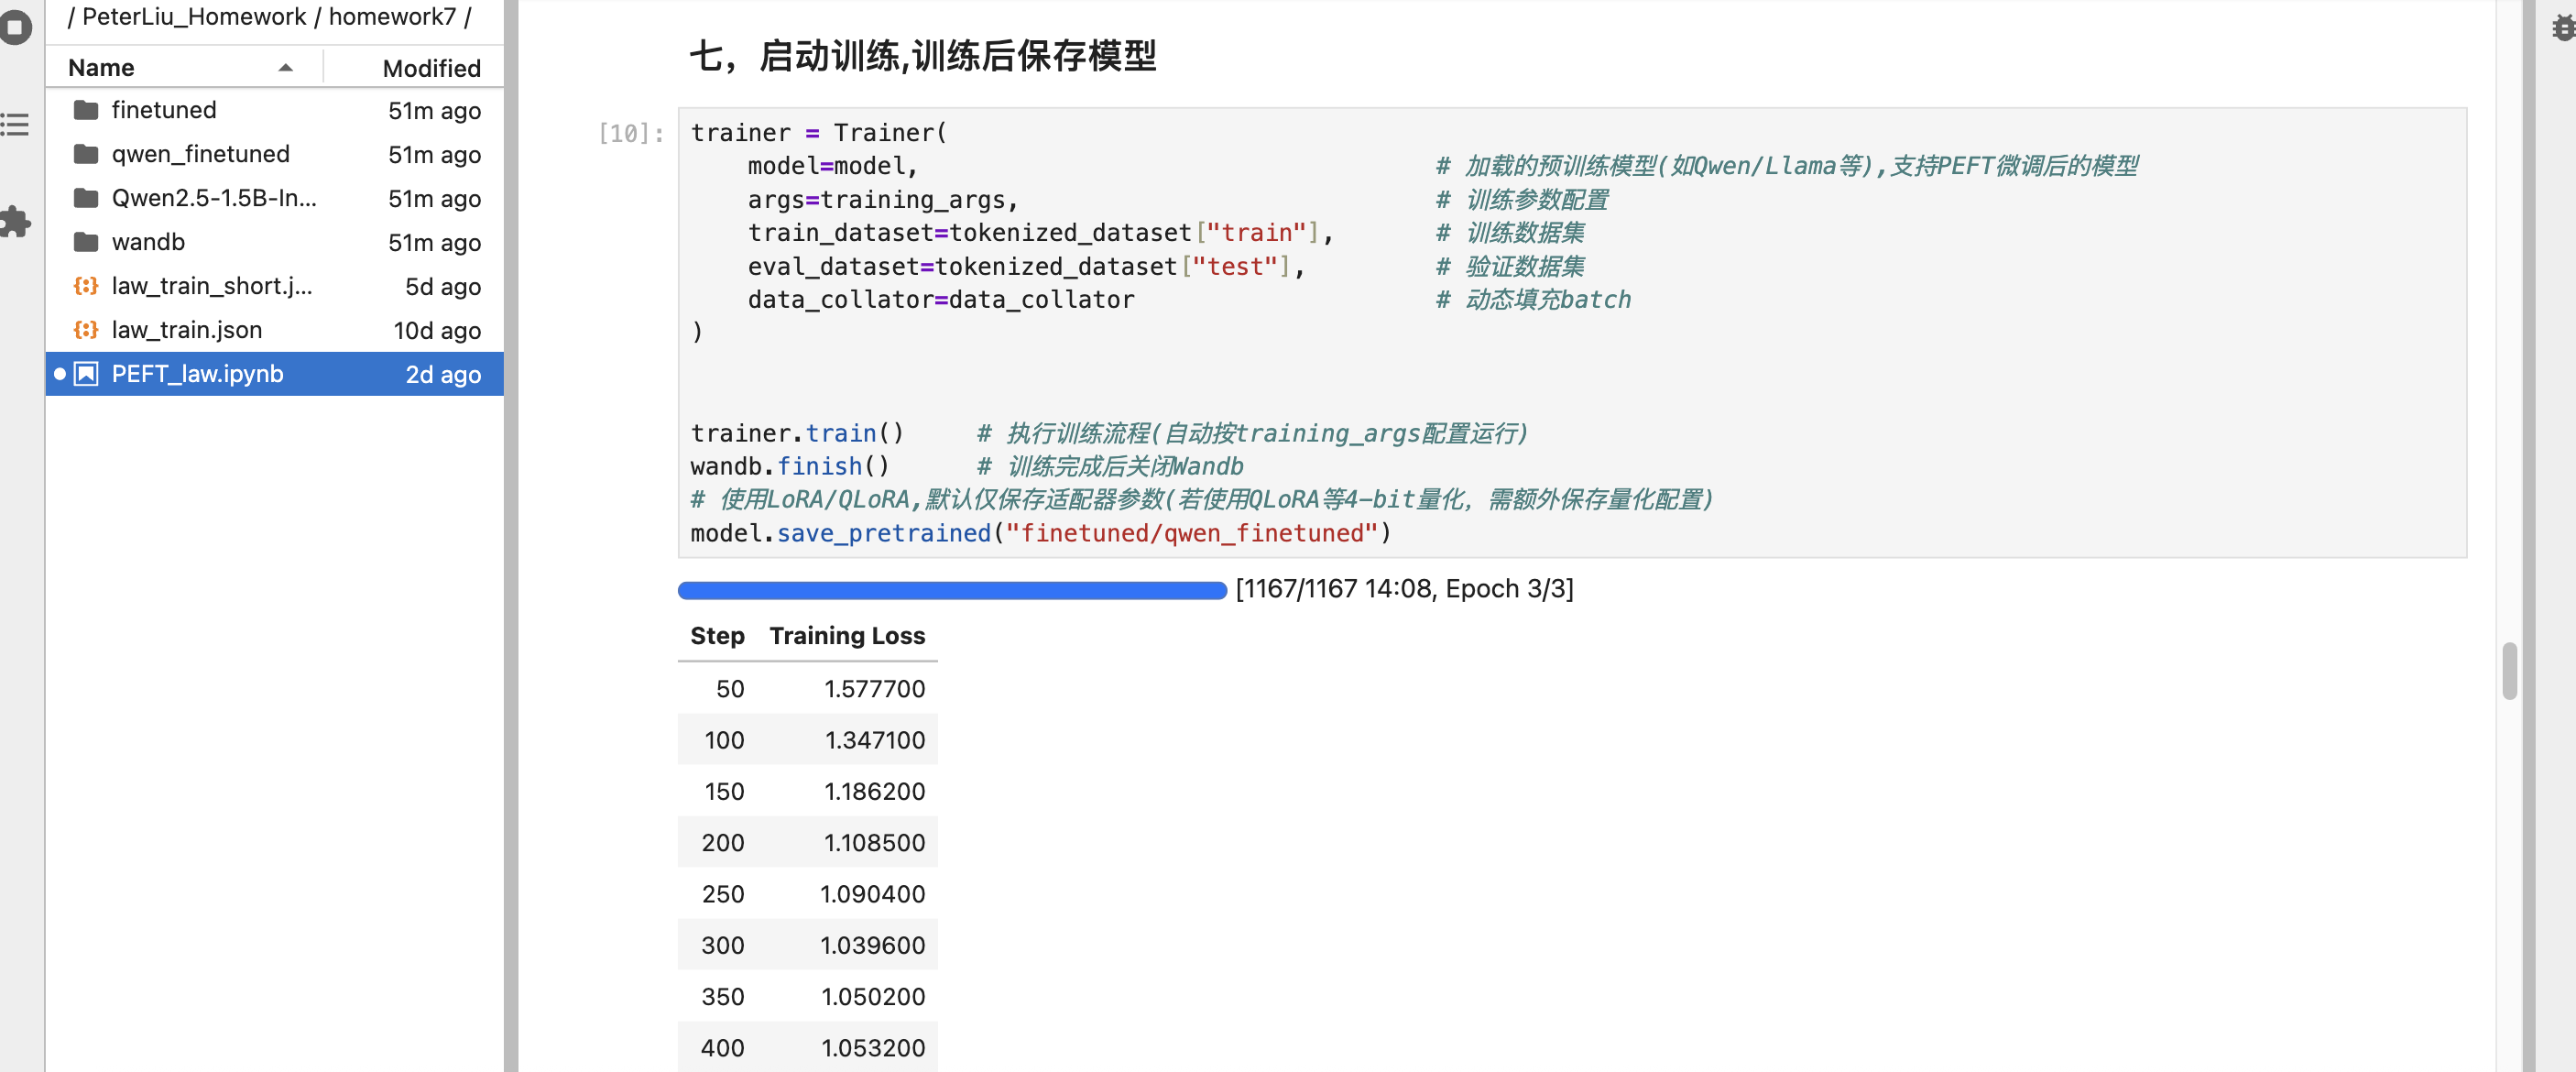 / PeterLiu_Homework / homework7 /
Name Modified
finetuned 51m ago
qwen_finetuned 51m ago
Qwen2.5-1.5B-In... 51m ago
wandb 51m ago
law_train_short.j... 5d ago
law_train.json 10d ago
PEFT_law.ipynb 2d ago
七，启动训练,训练后保存模型
[10]:
trainer = Trainer(
    model=model, # 加载的预训练模型(如Qwen/Llama等),支持PEFT微调后的模型
    args=training_args, # 训练参数配置
    train_dataset=tokenized_dataset["train"], # 训练数据集
    eval_dataset=tokenized_dataset["test"], # 验证数据集
    data_collator=data_collator # 动态填充batch
)
trainer.train() # 执行训练流程(自动按training_args配置运行)
wandb.finish() # 训练完成后关闭Wandb
# 使用LoRA/QLoRA,默认仅保存适配器参数(若使用QLoRA等4-bit量化，需额外保存量化配置)
model.save_pretrained("finetuned/qwen_finetuned")
[1167/1167 14:08, Epoch 3/3]
Step Training Loss
50 1.577700
100 1.347100
150 1.186200
200 1.108500
250 1.090400
300 1.039600
350 1.050200
400 1.053200